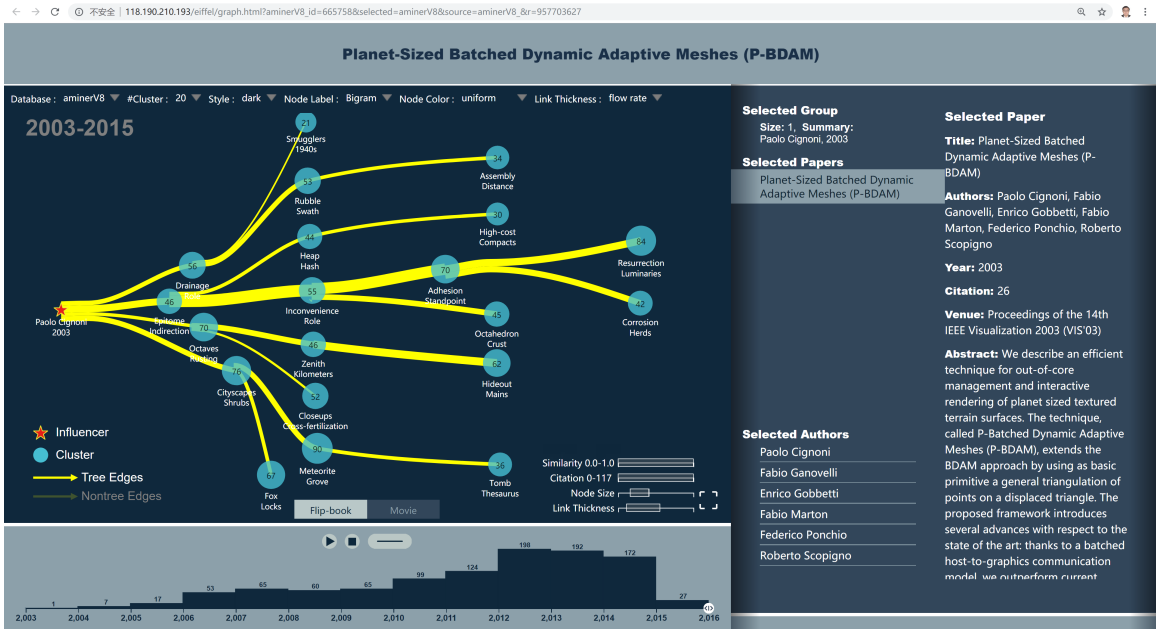 不安全 118.190.210.193/eiffel/graph.html?aminerV8_id=665758&selected=aminerV8&source=aminerV8_&r=957703627
Planet-Sized Batched Dynamic Adaptive Meshes (P-BDAM)
Database : aminerV8 #Cluster : 20 Style : dark Node Label : Bigram Node Color : uniform Link Thickness : flow rate
2003-2015
21
Smugglers
1940s
53
Rubble
Swath
34
Assembly
Distance
30
High-cost
Compacts
44
Heap
Hash
84
Resurrection
Luminaries
56
Drainage
70
Adhesion
Standpoint
46
Epitome
Indirection
55
Inconvenience
Role
42
Corrosion
Herds
Paolo Cignoni
2003
45
Octahedron
Crust
70
Octaves
Rusting
46
Zenith
Kilometers
62
Hideout
Mains
76
Cityscapes
Shrubs
52
Closeups
Cross-fertilization
90
Meteorite
Grove
36
Tomb
Thesaurus
67
Fox
Locks
Influencer
Cluster
Tree Edges
Nontree Edges
Similarity 0.0-1.0
Citation 0-117
Node Size
Link Thickness
Flip-book Movie
1 7 17 53 65 60 65 99 124 198 192 172 27
2,003 2,004 2,005 2,006 2,007 2,008 2,009 2,010 2,011 2,012 2,013 2,014 2,015 2,016
Selected Group
Size: 1, Summary:
Paolo Cignoni, 2003
Selected Papers
Planet-Sized Batched Dynamic
Adaptive Meshes (P-BDAM)
Selected Authors
Paolo Cignoni
Fabio Ganovelli
Enrico Gobbetti
Fabio Marton
Federico Ponchio
Roberto Scopigno
Selected Paper
Title: Planet-Sized Batched
Dynamic Adaptive Meshes (P-
BDAM)
Authors: Paolo Cignoni, Fabio
Ganovelli, Enrico Gobbetti, Fabio
Marton, Federico Ponchio, Roberto
Scopigno
Year: 2003
Citation: 26
Venue: Proceedings of the 14th
IEEE Visualization 2003 (VIS'03)
Abstract: We describe an efficient
technique for out-of-core
management and interactive
rendering of planet sized textured
terrain surfaces. The technique,
called P-Batched Dynamic Adaptive
Meshes (P-BDAM), extends the
BDAM approach by using as basic
primitive a general triangulation of
points on a displaced triangle. The
proposed framework introduces
several advances with respect to the
state of the art: thanks to a batched
host-to-graphics communication
model, we outperform current